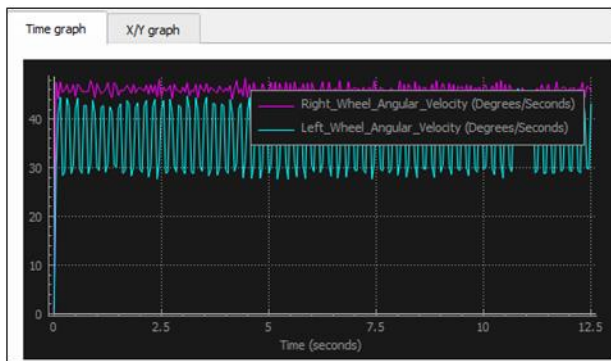 Time graph X/Y graph
Right_Wheel_Angular_Velocity (Degrees/Seconds)
Left_Wheel_Angular_Velocity (Degrees/Seconds)
40
30
20
10
0
0 2.5 5 7.5 10 12.5
Time (seconds)